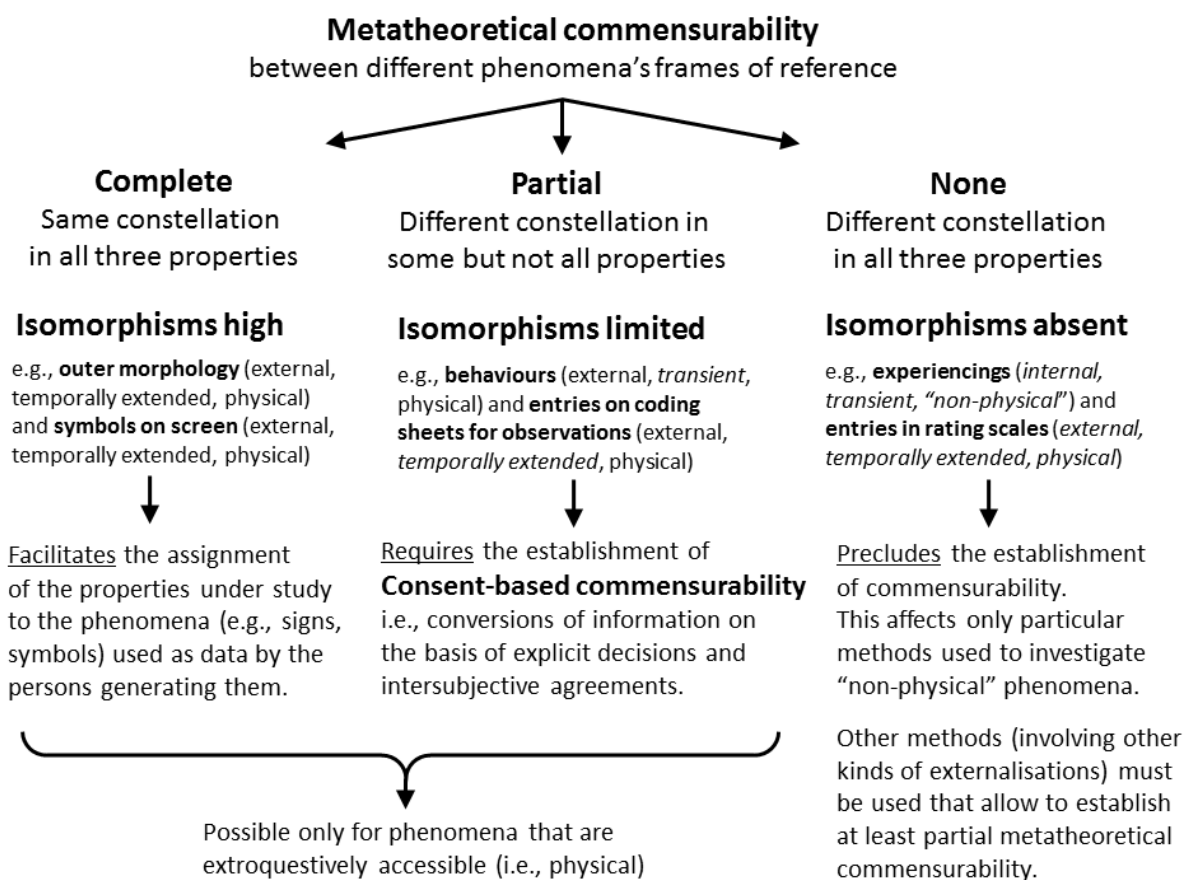 Metatheoretical commensurability
between different phenomena's frames of reference
Complete
Same constellation
in all three properties
Isomorphisms high
e.g., outer morphology (external,
temporally extended, physical)
and symbols on screen (external,
temporally extended, physical)
Facilitates the assignment
of the properties under study
to the phenomena (e.g., signs,
symbols) used as data by the
persons generating them.
Partial
Different constellation in
some but not all properties
Isomorphisms limited
e.g., behaviours (external, transient,
physical) and entries on coding
sheets for observations (external,
temporally extended, physical)
Requires the establishment of
Consent-based commensurability
i.e., conversions of information on
the basis of explicit decisions and
intersubjective agreements.
Possible only for phenomena that are
extroquestively accessible (i.e., physical)
None
Different constellation
in all three properties
Isomorphisms absent
e.g., experiencings (internal,
transient, “non-physical”) and
entries in rating scales (external,
temporally extended, physical)
Precludes the establishment
of commensurability.
This affects only particular
methods used to investigate
“non-physical” phenomena.
Other methods (involving other
kinds of externalisations) must
be used that allow to establish
at least partial metatheoretical
commensurability.